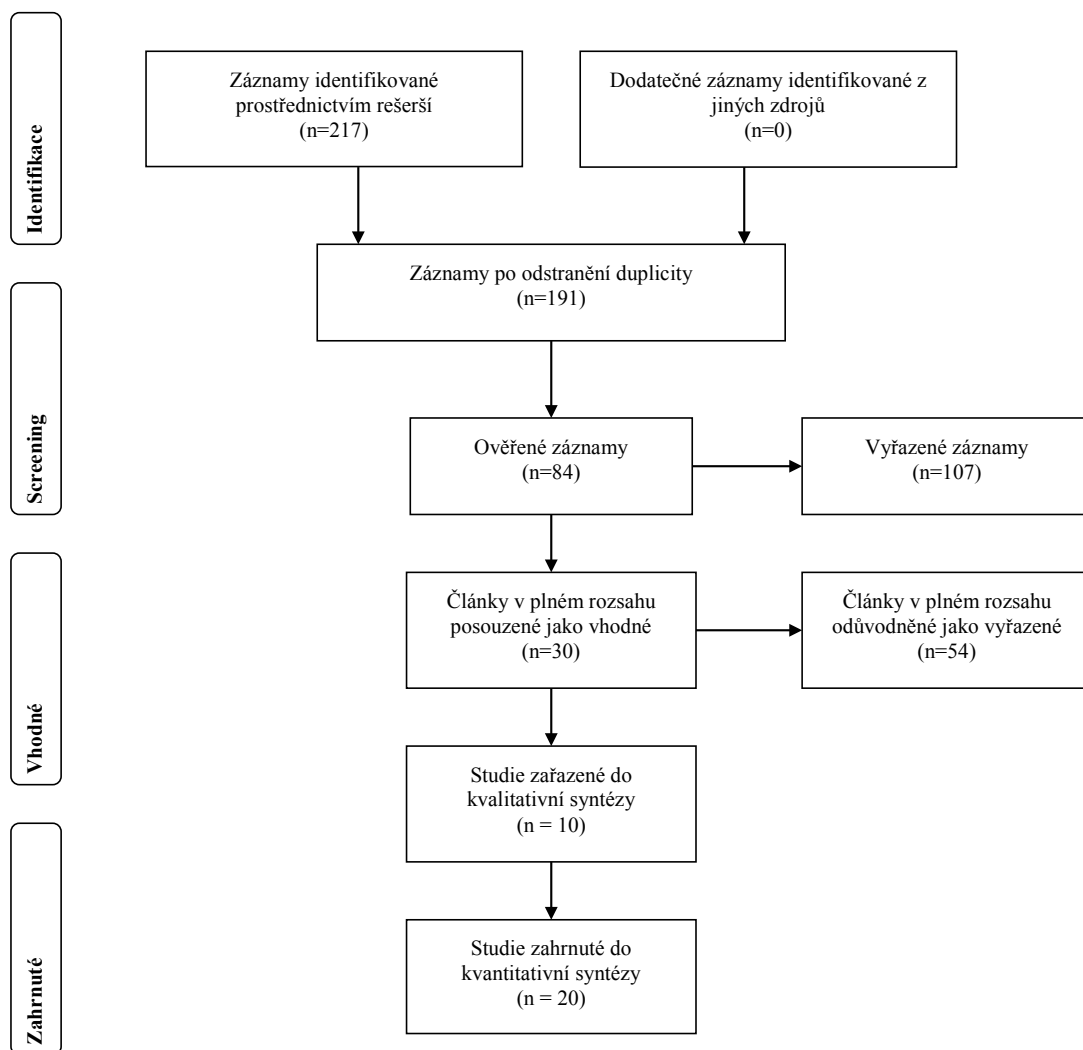 Identifikace
Záznamy identifikované
prostřednictvím rešerší
(n=217)
Dodatečné záznamy identifikované z
jiných zdrojů
(n=0)
Záznamy po odstranění duplicity
(n=191)
Screening
Ověřené záznamy
(n=84)
Vyřazené záznamy
(n=107)
Vhodné
Články v plném rozsahu
posouzené jako vhodné
(n=30)
Články v plném rozsahu
odůvodněné jako vyřazené
(n=54)
Studie zařazené do
kvalitativní syntézy
(n = 10)
Zahrnuté
Studie zahrnuté do
kvantitativní syntézy
(n = 20)